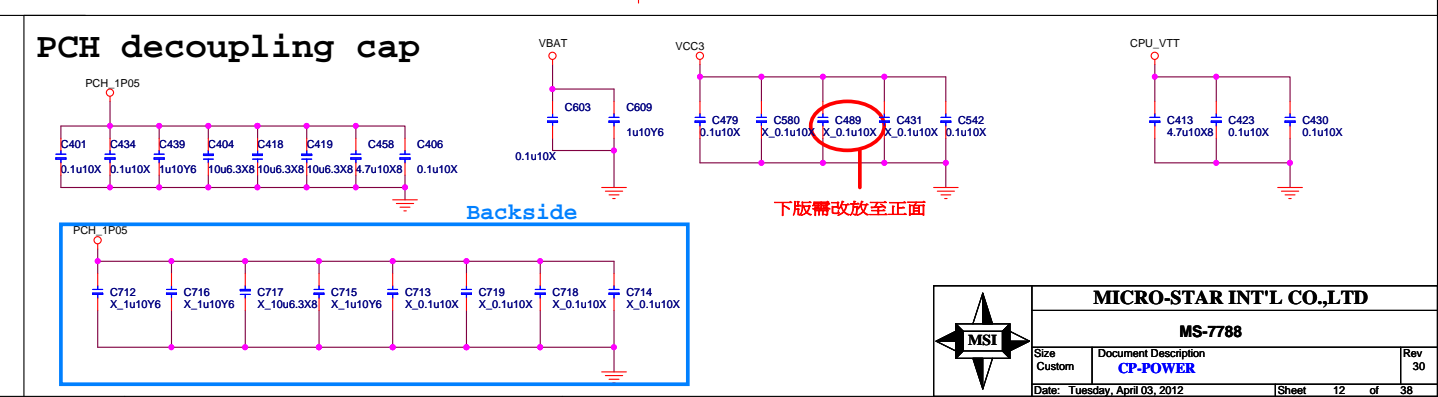 PCH decoupling cap
PCH_1P05
C401
0.1u10X
C434
0.1u10X
C439
1u10Y6
C404
10u6.3X8
C418
10u6.3X8
C419
10u6.3X8
C458
4.7u10X8
C406
0.1u10X
VBAT
C603
0.1u10X
C609
1u10Y6
VCC3
C479
0.1u10X
C580
X_0.1u10X
C489
X_0.1u10X
C431
X_0.1u10X
C542
0.1u10X
下版需改放至正面
CPU_VTT
C413
4.7u10X8
C423
0.1u10X
C430
0.1u10X
Backside
PCH_1P05
C712
X_1u10Y6
C716
X_1u10Y6
C717
X_10u6.3X8
C715
X_1u10Y6
C713
X_0.1u10X
C719
X_0.1u10X
C718
X_0.1u10X
C714
X_0.1u10X
MSI
MICRO-STAR INT'L CO.,LTD
MS-7788
Size
Custom
Document Description
CP-POWER
Rev
30
Date: Tuesday, April 03, 2012
Sheet 12 of 38